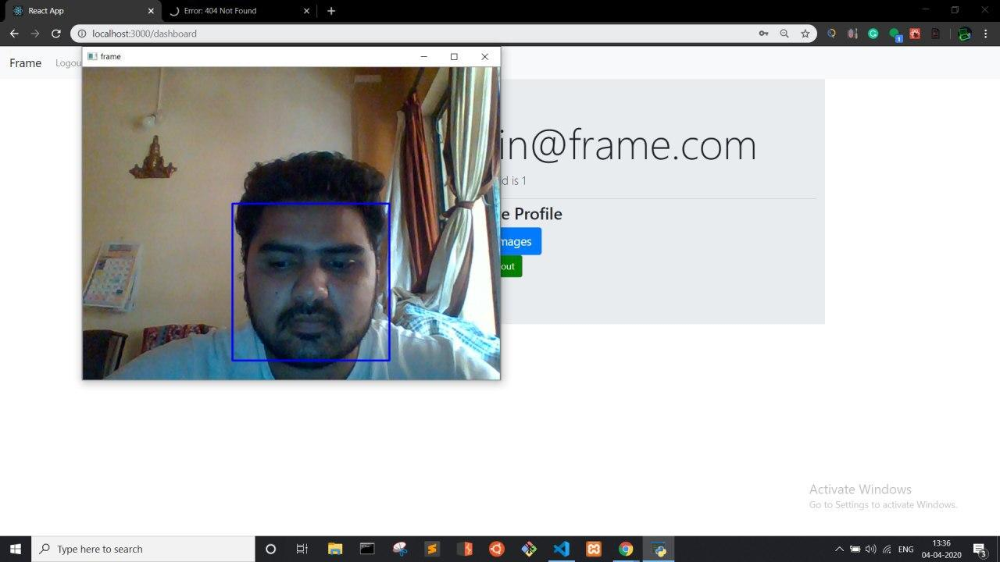 React App
Error: 404 Not Found
localhost:3000/dashboard
Frame
Logou
frame
in@frame.com
d is 1
e Profile
mages
out
Activate Windows
Go to Settings to activate Windows.
Type here to search
1
ENG
13:36
04-04-2020
3